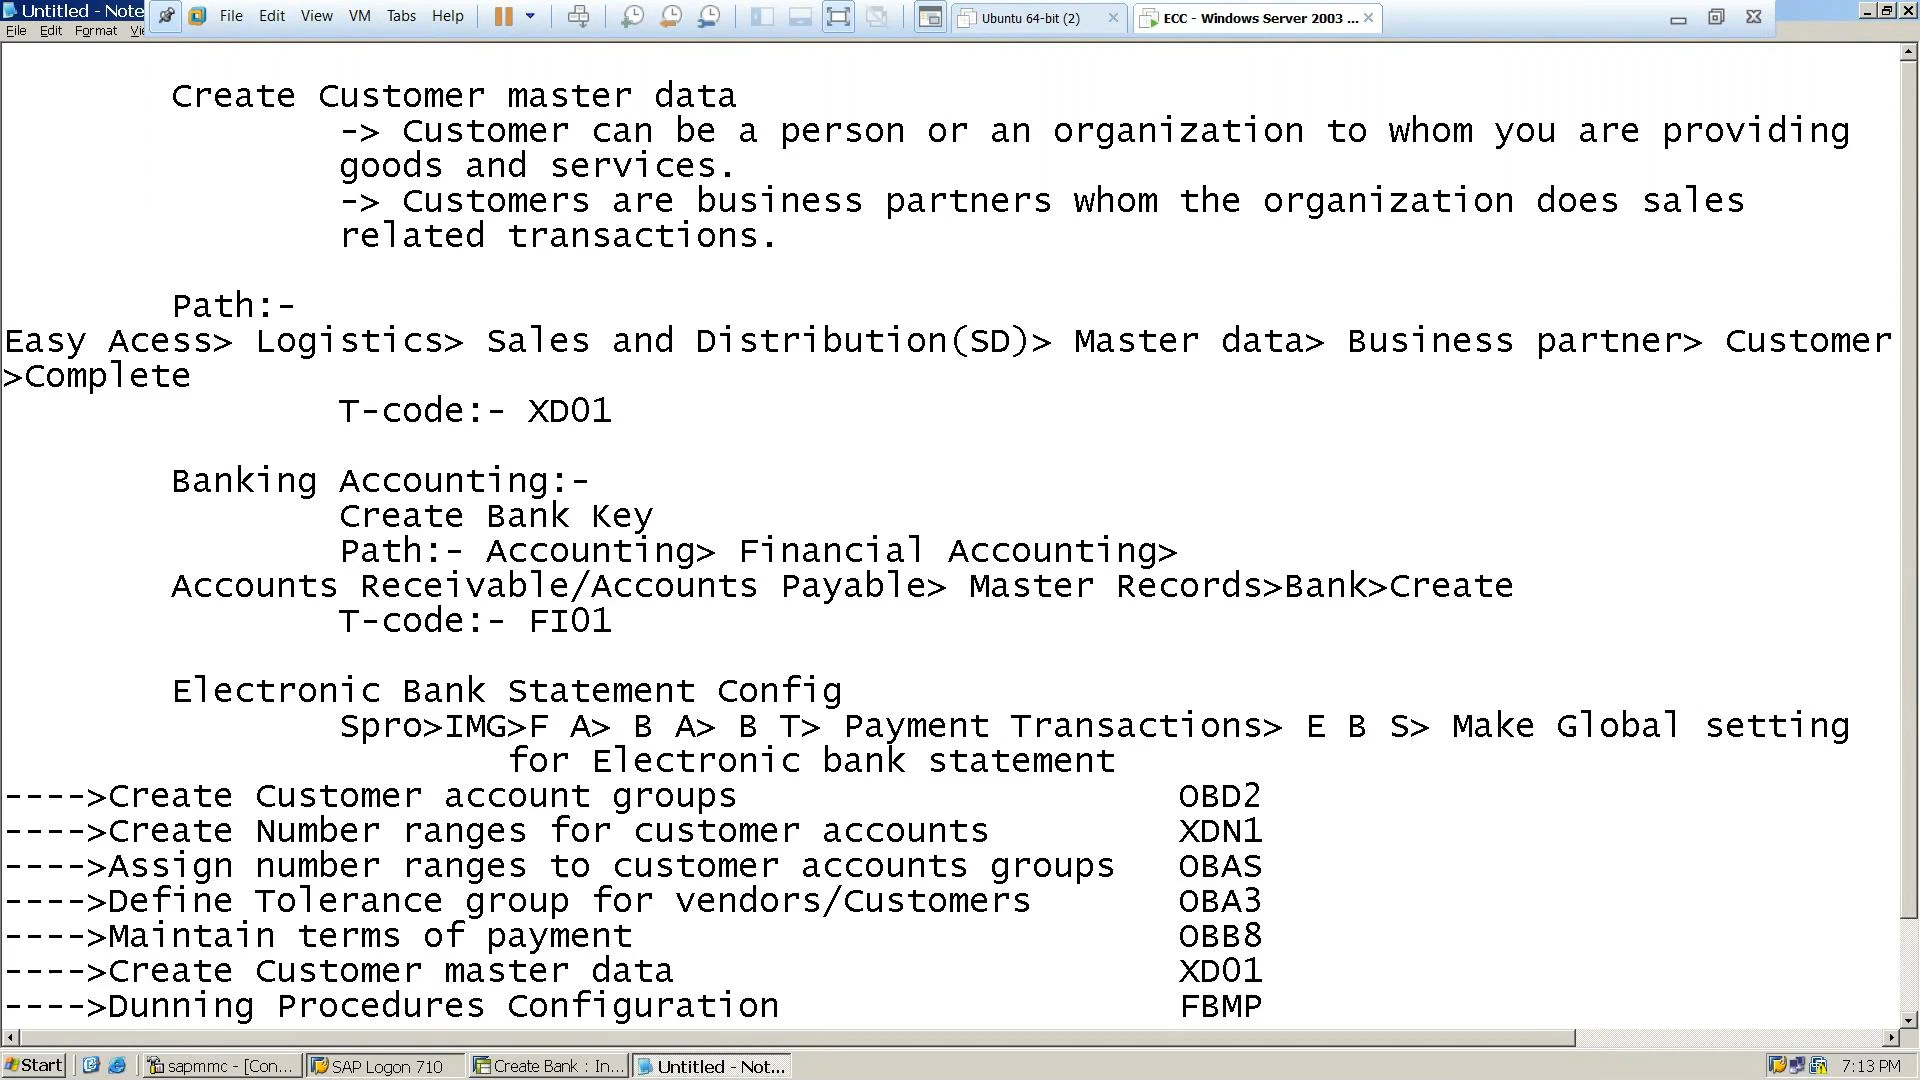 Untitled - Note
File Edit View VM Tabs Help
Ubuntu 64-bit (2)
ECC - Windows Server 2003 ...
File Edit Format
Create Customer master data
-> Customer can be a person or an organization to whom you are providing
goods and services.
-> Customers are business partners whom the organization does sales
related transactions.
Path:-
Easy Acess> Logistics> Sales and Distribution(SD)> Master data> Business partner> Customer
>Complete
T-code:- XD01
Banking Accounting:-
Create Bank Key
Path:- Accounting> Financial Accounting>
Accounts Receivable/Accounts Payable> Master Records>Bank>Create
T-code:- FI01
Electronic Bank Statement Config
Spro>IMG>F A> B A> B T> Payment Transactions> E B S> Make Global setting
for Electronic bank statement
---->Create Customer account groups OBD2
---->Create Number ranges for customer accounts XDN1
---->Assign number ranges to customer accounts groups OBAS
---->Define Tolerance group for vendors/Customers OBA3
---->Maintain terms of payment OBB8
---->Create Customer master data XD01
---->Dunning Procedures Configuration FBMP
Start sapmmc - [Con... SAP Logon 710 Create Bank : In... Untitled - Not... 7:13 PM